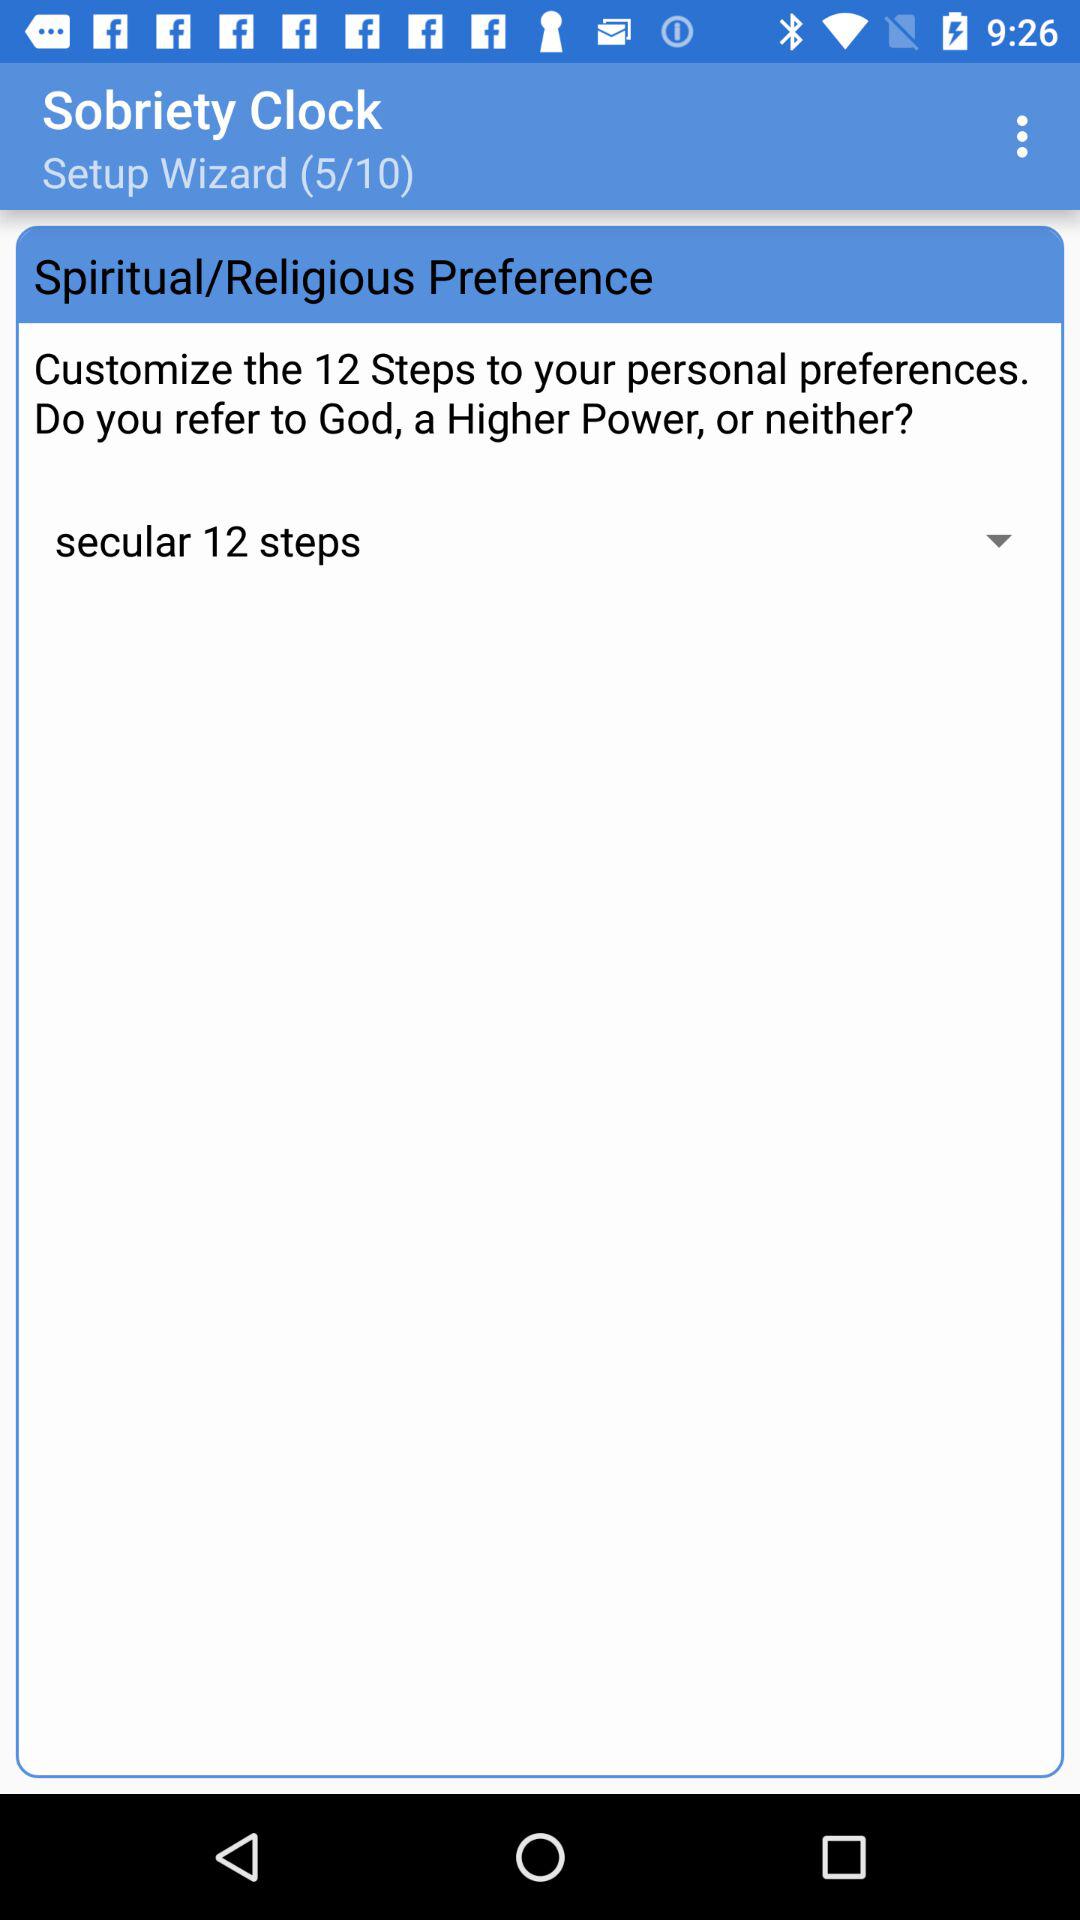 9:26
Sobriety Clock
Setup Wizard (5/10)
Spiritual/Religious Preference
Customize the 12 Steps to your personal preferences.
Do you refer to God, a Higher Power, or neither?
secular 12 steps